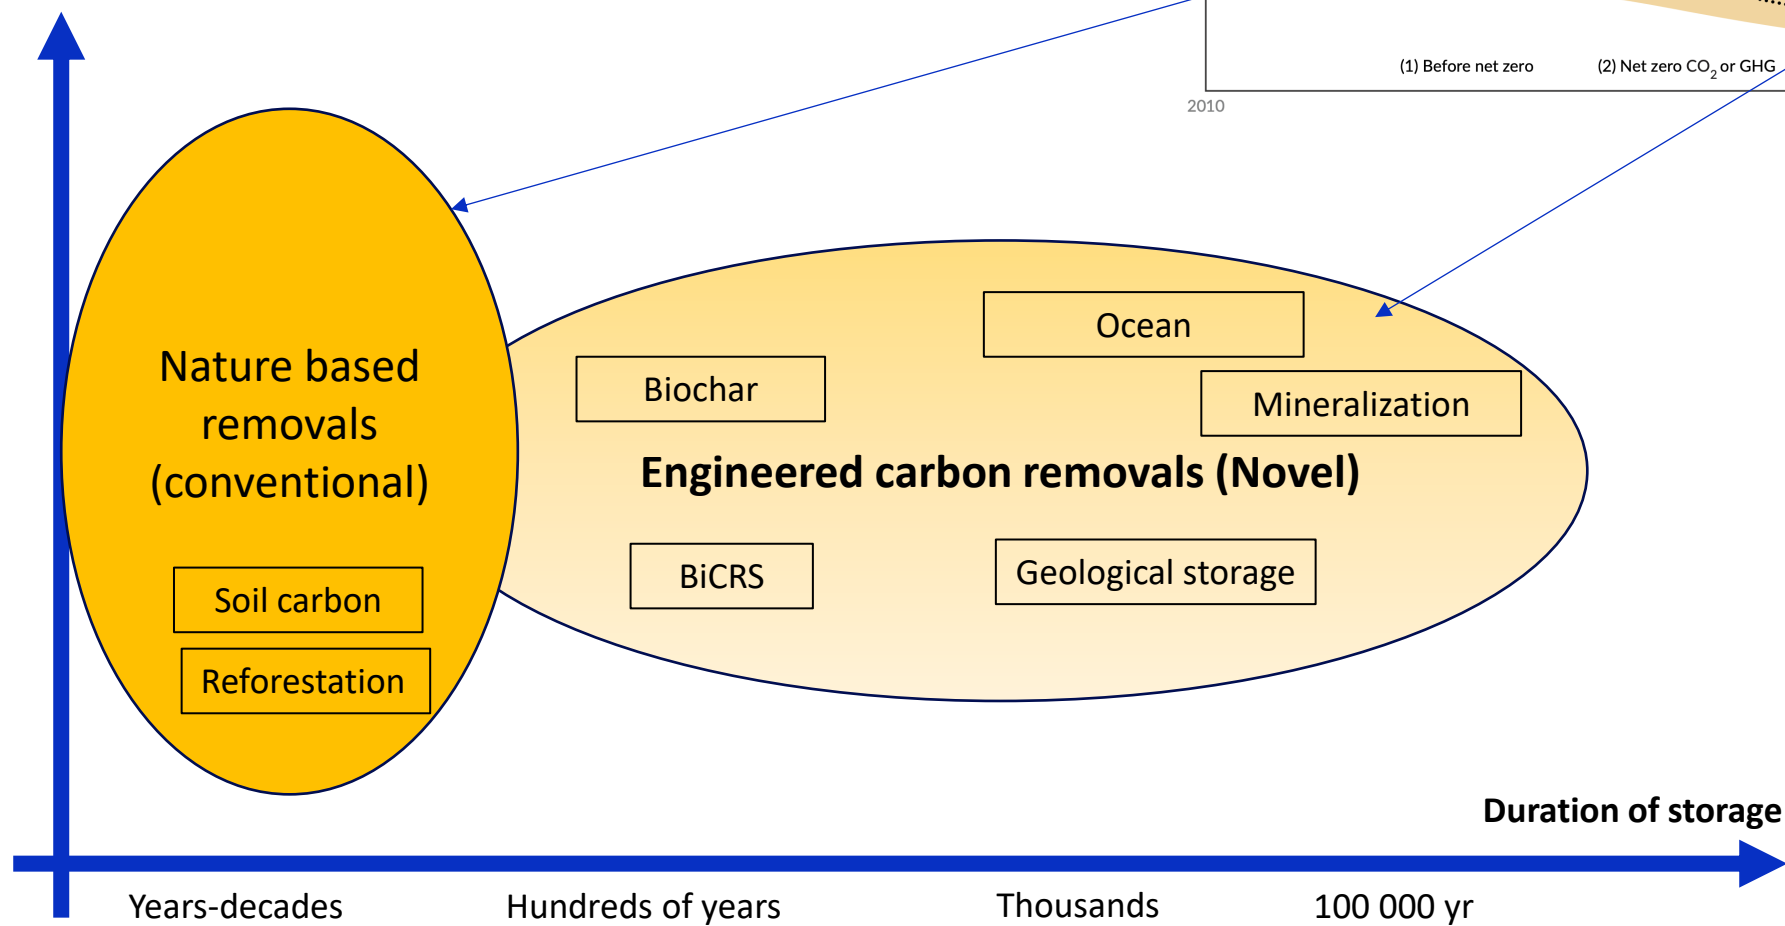 (1) Before net zero
(2) Net zero CO2 or GHG
2010
Nature based
removals
(conventional)
Soil carbon
Reforestation
Ocean
Biochar
Mineralization
Engineered carbon removals (Novel)
BiCRS
Geological storage
Duration of storage
Years-decades
Hundreds of years
Thousands
100 000 yr